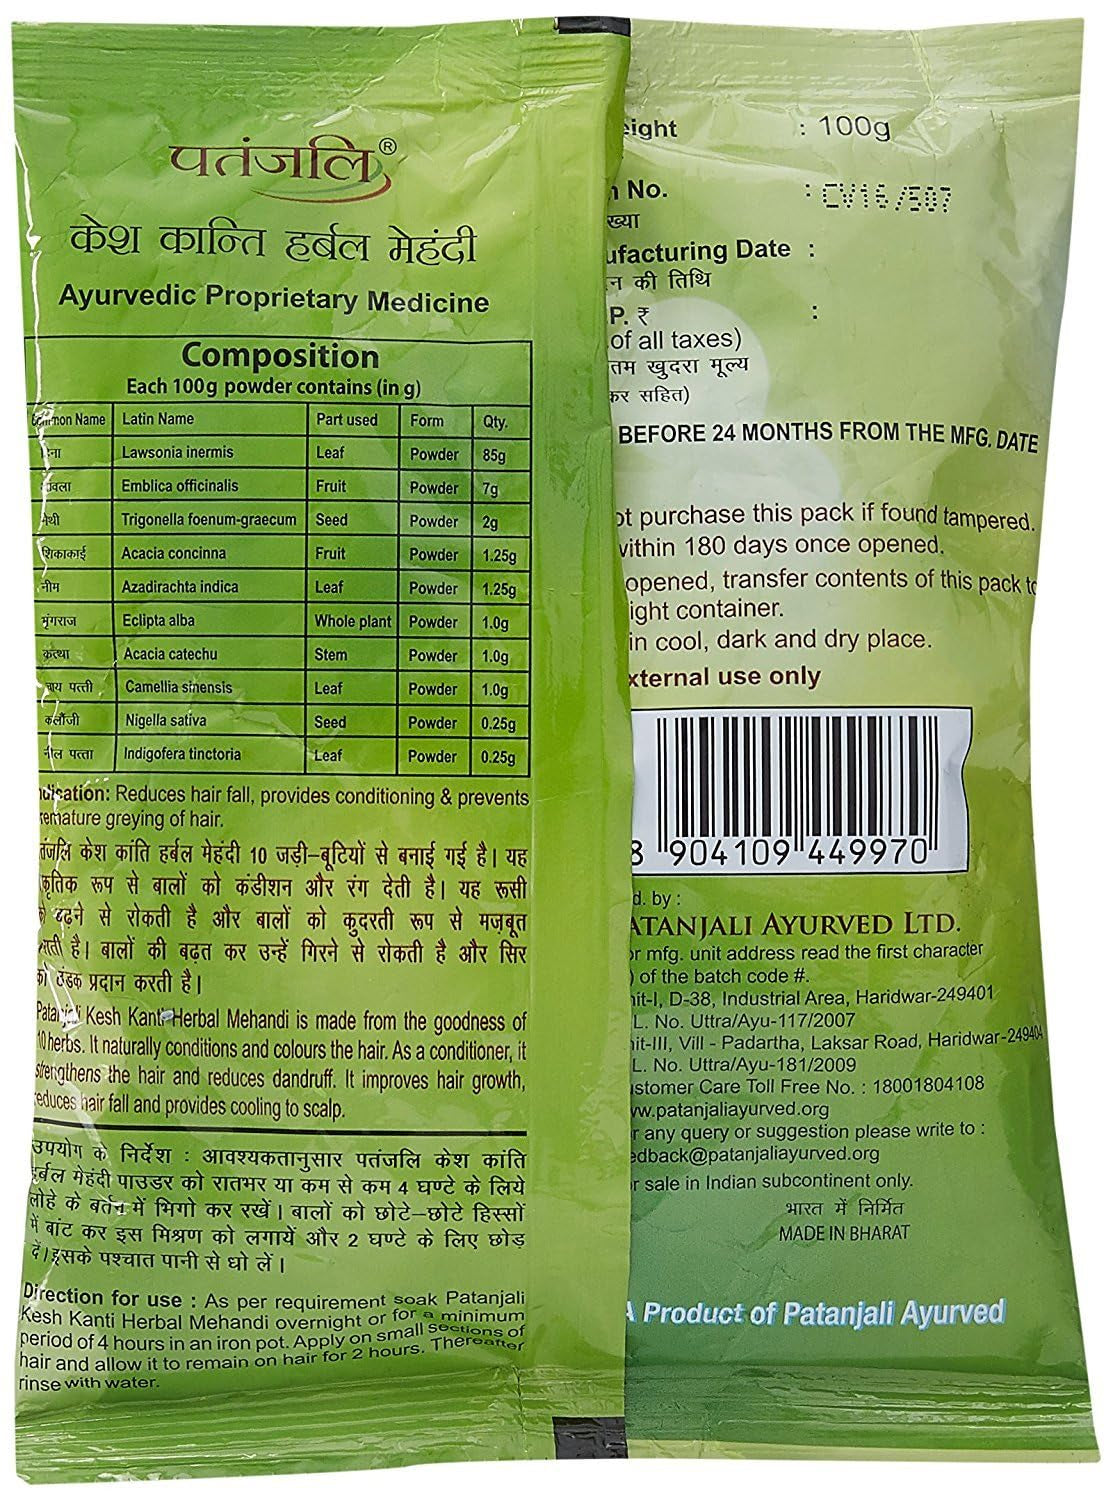 पतंजलि®
केश कान्ति हर्बल मेहंदी
Ayurvedic Proprietary Medicine
Composition
Each 100g powder contains (in g)
Name Latin Name Part used Form Qty.
Lawsonia inermis Leaf Powder 85g
Emblica officinalis Fruit Powder 7g
Trigonella foenum-graecum Seed Powder 2g
शिकाकाई Acacia concinna Fruit Powder 1.25g
नीम Azadirachta indica Leaf Powder 1.25g
भृंगराज Eclipta alba Whole plant Powder 1.0g
कत्था Acacia catechu Stem Powder 1.0g
पत्ती Camellia sinensis Leaf Powder 1.0g
कलौंजी Nigella sativa Seed Powder 0.25g
नील पत्ता Indigofera tinctoria Leaf Powder 0.25g
Reduces hair fall, provides conditioning & prevents
greying of hair.
केश कांति हर्बल मेहंदी 10 जड़ी–बूटियों से बनाई गई है। यह
रूप से बालों को कंडीशन और रंग देती है। यह रूसी
को बढ़ने से रोकती है और बालों को कुदरती रूप से मज़बूत
है। बालों की बढ़त कर उन्हें गिरने से रोकती है और सिर
को ठंडक प्रदान करती है।
Patanjali Kesh Kanti Herbal Mehandi is made from the goodness of
10 herbs. It naturally conditions and colours the hair. As a conditioner, it
strengthens the hair and reduces dandruff. It improves hair growth,
reduces hair fall and provides cooling to scalp.
उपयोग के निर्देश : आवश्यकतानुसार पतंजलि केश कांति
हर्बल मेहंदी पाउडर को रातभर या कम से कम 4 घण्टे के लिये
लोहे के बर्तन में भिगो कर रखें। बालों को छोटे–छोटे हिस्सों
में बांट कर इस मिश्रण को लगायें और 2 घण्टे के लिए छोड़
दें। इसके पश्चात पानी से धो लें।
Direction for use : As per requirement soak Patanjali
Kesh Kanti Herbal Mehandi overnight or for a minimum
period of 4 hours in an iron pot. Apply on small sections of
hair and allow it to remain on hair for 2 hours. Thereafter
rinse with water.
eight : 100g
No. : CV16/507
ख्या
ufacturing Date :
न की तिथि
P. ₹ :
of all taxes)
तम खुदरा मूल्य
कर सहित)
BEFORE 24 MONTHS FROM THE MFG. DATE
ot purchase this pack if found tampered.
within 180 days once opened.
opened, transfer contents of this pack to
ight container.
in cool, dark and dry place.
xternal use only
8 904109 449970
d. by :
ATANJALI AYURVED LTD.
or mfg. unit address read the first character
) of the batch code #.
nit-I, D-38, Industrial Area, Haridwar-249401
L. No. Uttra/Ayu-117/2007
nit-III, Vill - Padartha, Laksar Road, Haridwar-249404
L. No. Uttra/Ayu-181/2009
ustomer Care Toll Free No. : 18001804108
ww.patanjaliayurved.org
r any query or suggestion please write to :
edback@patanjaliayurved.org
r sale in Indian subcontinent only.
भारत में निर्मित
MADE IN BHARAT
A Product of Patanjali Ayurved